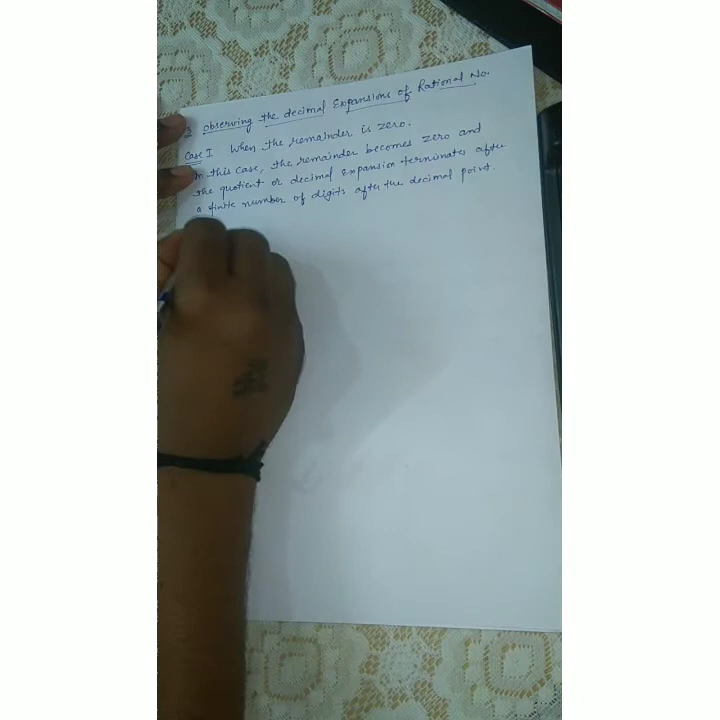 3 observing the decimal Expansions of Rational No.
Case I When the remainder is zero.
In this case, the remainder becomes zero and
the quotient or decimal expansion terminates after
a finite number of digits after the decimal point.